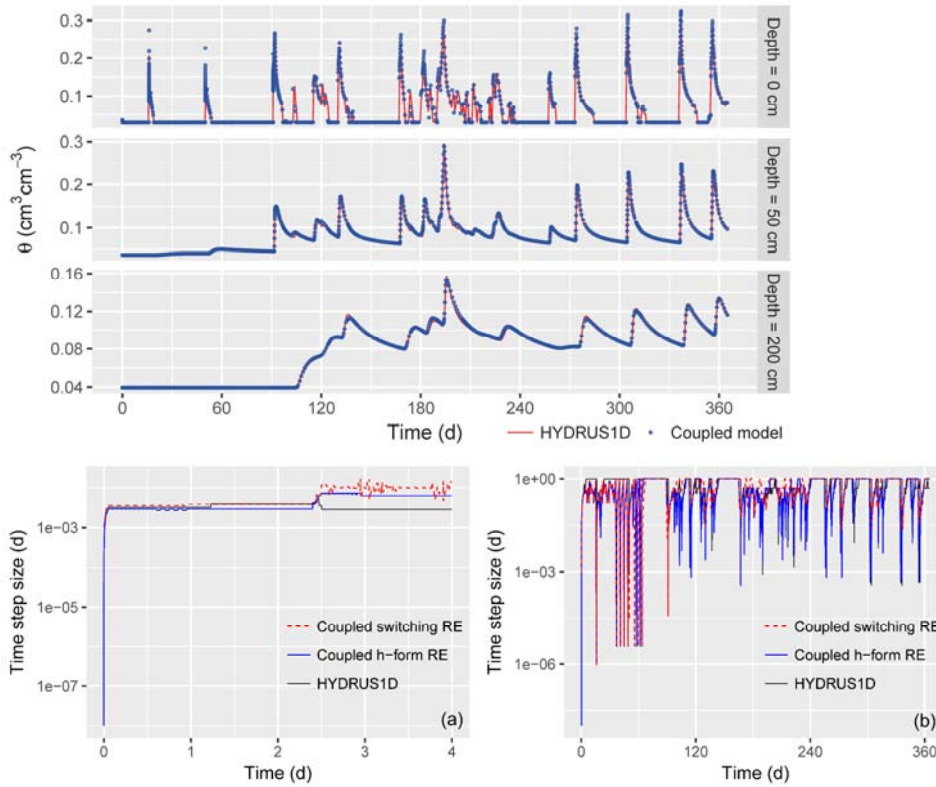 0.3
0.2
0.1
Depth = 0 cm
θ (cm³cm⁻³)
0.3
0.2
0.1
Depth = 50 cm
0.16
0.12
0.08
0.04
Depth = 200 cm
0 60 120 180 240 300 360
Time (d)
HYDRUS1D Coupled model
Time step size (d)
1e−03
1e−05
1e−07
Coupled switching RE
Coupled h−form RE
HYDRUS1D
(a)
0 1 2 3 4
Time (d)
Time step size (d)
1e+00
1e−03
1e−06
Coupled switching RE
Coupled h−form RE
HYDRUS1D
(b)
0 120 240 360
Time (d)